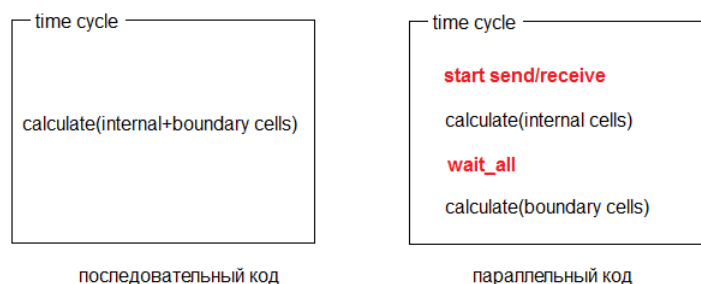 time cycle
calculate(internal+boundary cells)
последовательный код
time cycle
start send/receive
calculate(internal cells)
wait_all
calculate(boundary cells)
параллельный код